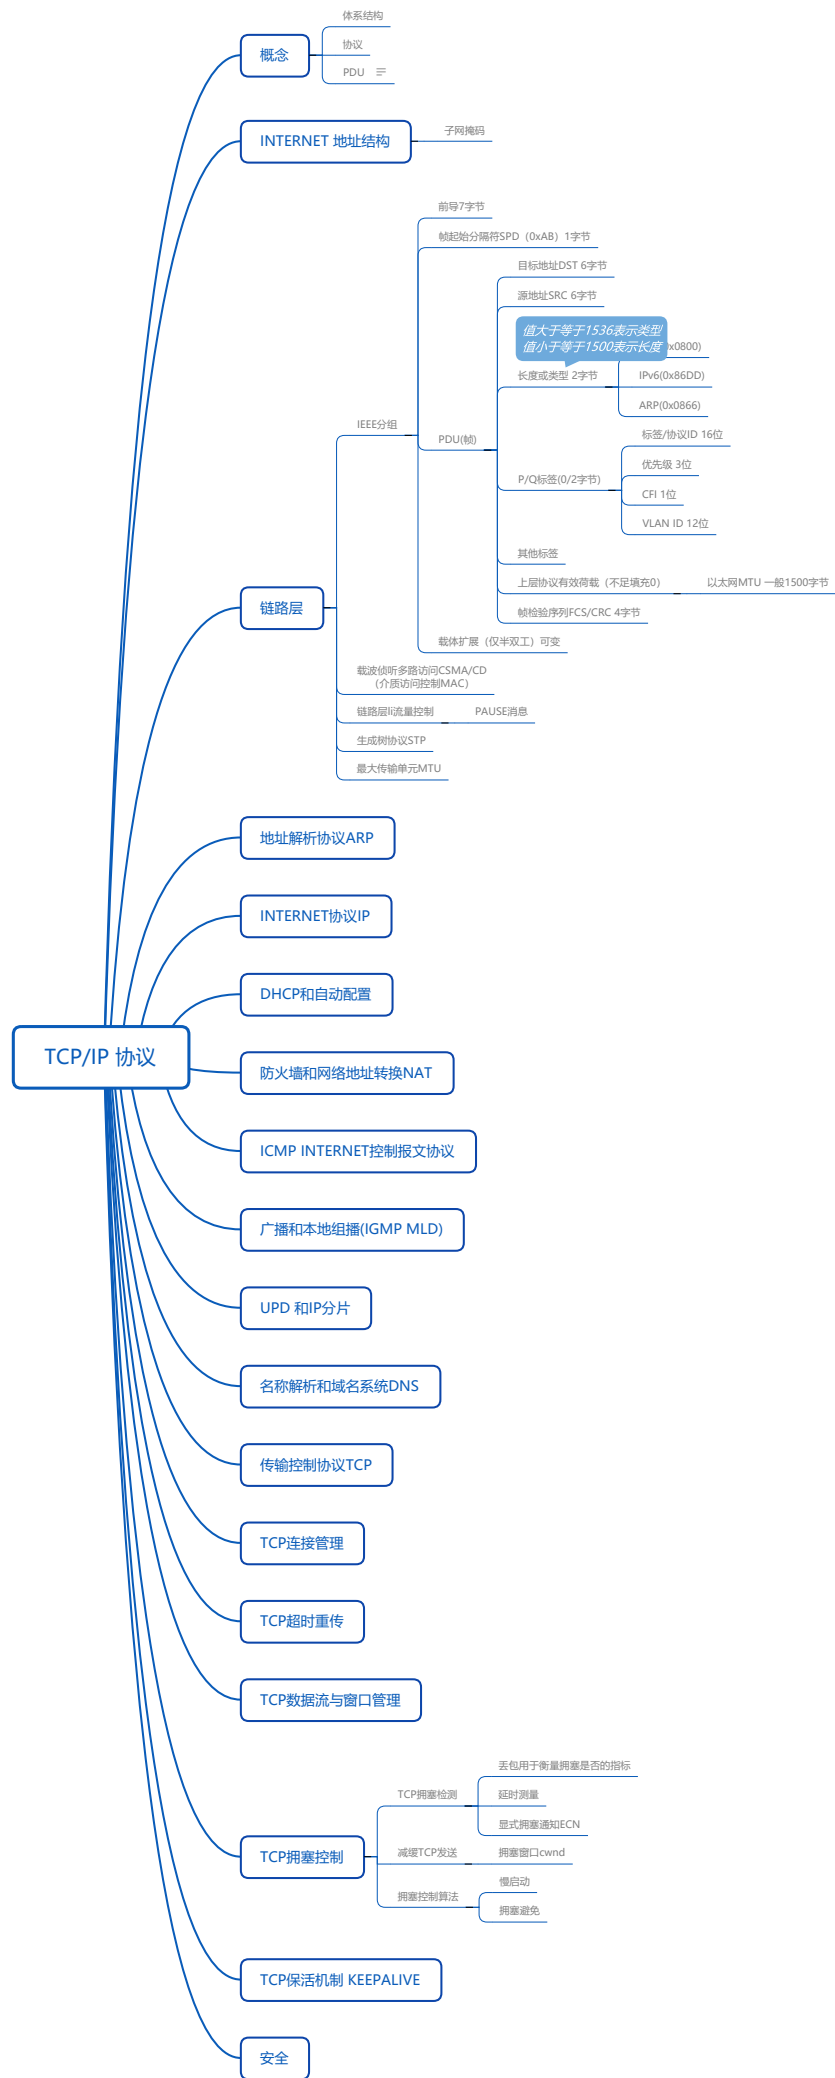 体系结构
协议
概念
PDU
INTERNET 地址结构
子网掩码
前导7字节
帧起始分隔符SPD（0xAB）1字节
目标地址DST 6字节
源地址SRC 6字节
值大于等于1536表示类型
值小于等于1500表示长度
0x0800)
长度或类型 2字节
IPv6(0x86DD)
ARP(0x0866)
IEEE分组
PDU(帧)
标签/协议ID 16位
优先级 3位
P/Q标签(0/2字节)
CFI 1位
VLAN ID 12位
其他标签
上层协议有效荷载（不足填充0）
以太网MTU 一般1500字节
帧检验序列FCS/CRC 4字节
链路层
载体扩展（仅半双工）可变
载波侦听多路访问CSMA/CD
（介质访问控制MAC）
链路层li流量控制
PAUSE消息
生成树协议STP
最大传输单元MTU
地址解析协议ARP
INTERNET协议IP
DHCP和自动配置
TCP/IP 协议
防火墙和网络地址转换NAT
ICMP INTERNET控制报文协议
广播和本地组播(IGMP MLD)
UPD 和IP分片
名称解析和域名系统DNS
传输控制协议TCP
TCP连接管理
TCP超时重传
TCP数据流与窗口管理
丢包用于衡量拥塞是否的指标
TCP拥塞检测
延时测量
显式拥塞通知ECN
TCP拥塞控制
减缓TCP发送
拥塞窗口cwnd
慢启动
拥塞控制算法
拥塞避免
TCP保活机制 KEEPALIVE
安全